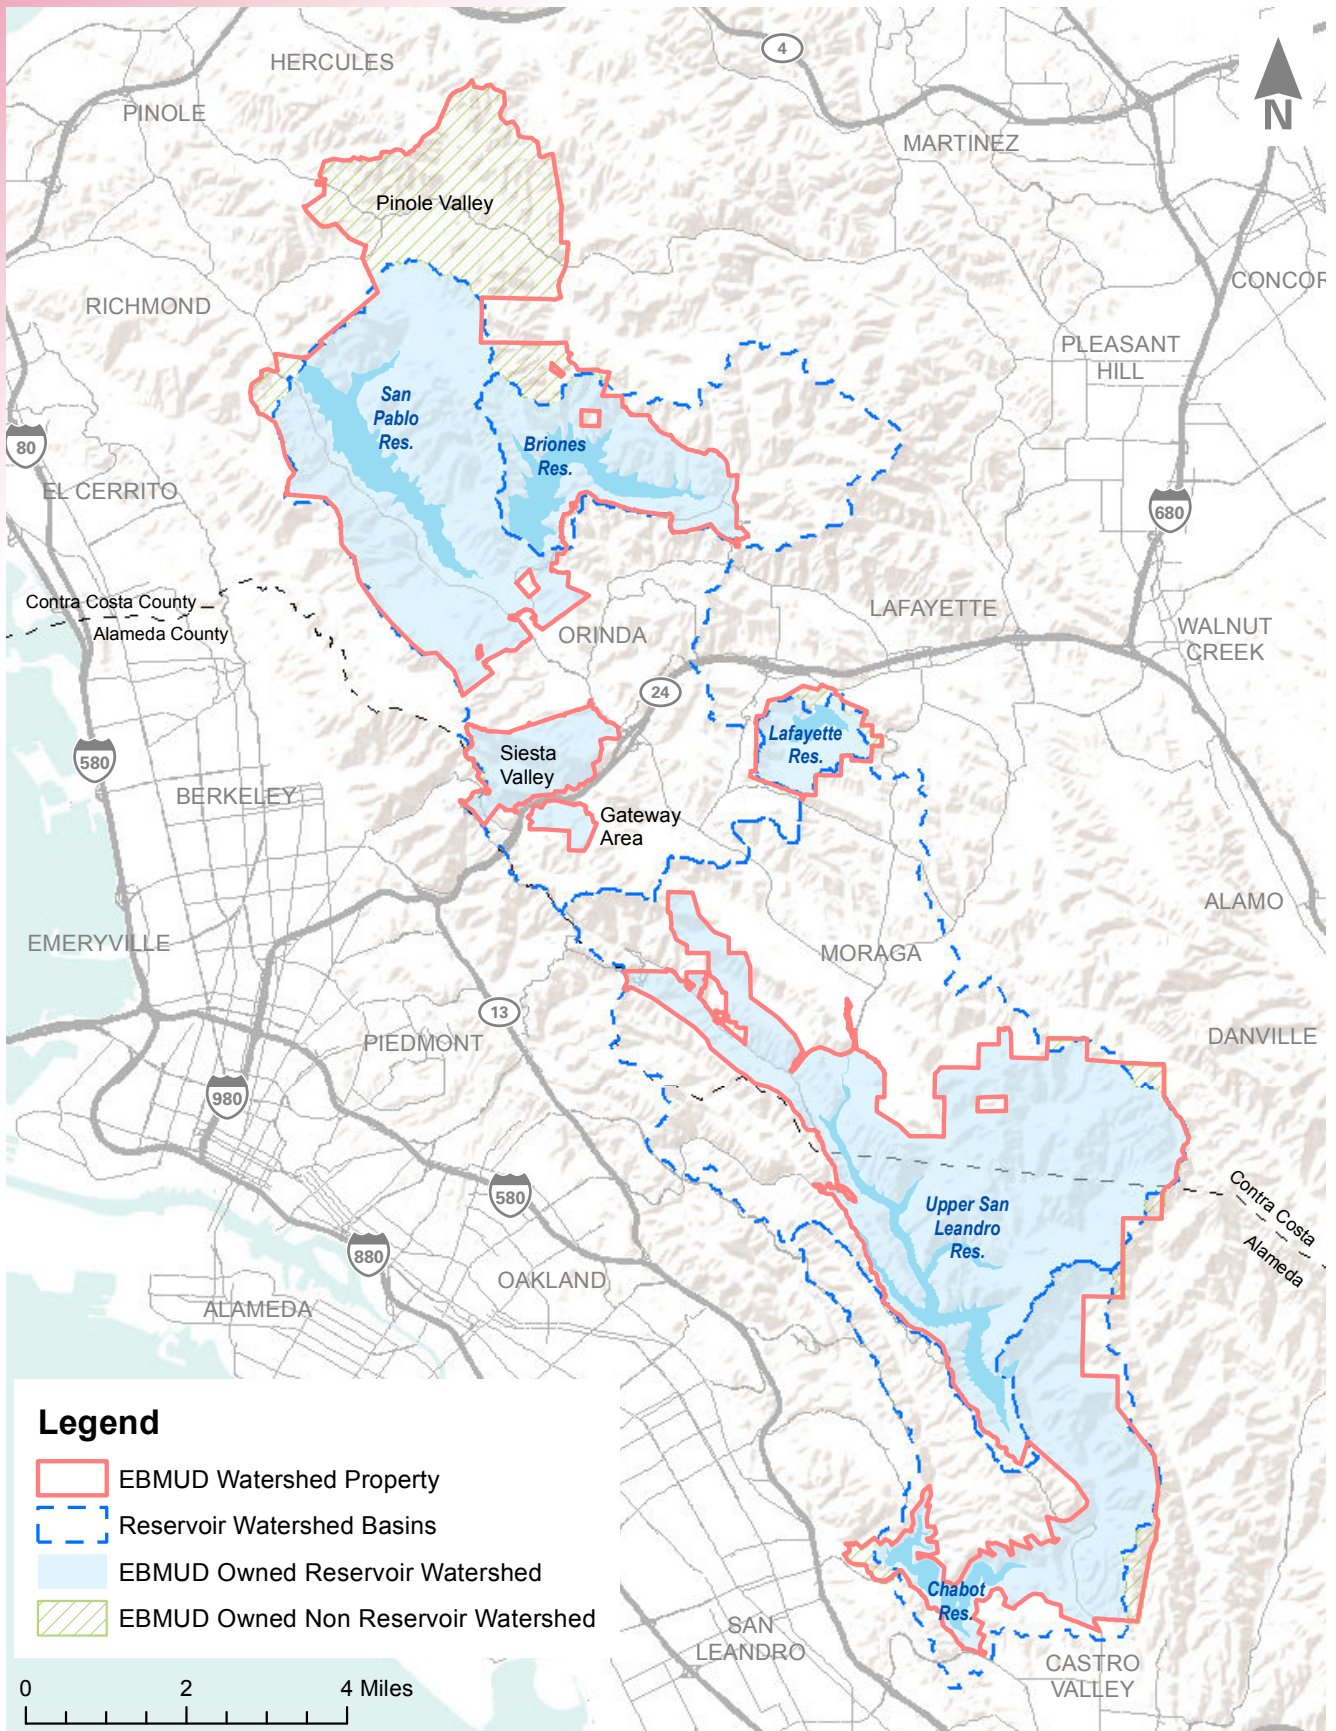 HERCULES
4
PINOLE
MARTINEZ
N
Pinole Valley
CONCOR
RICHMOND
PLEASANT
HILL
San
Pablo
Res.
Briones
Res.
80
EL CERRITO
680
Contra Costa County
Alameda County
LAFAYETTE
ORINDA
WALNUT
CREEK
24
Lafayette
Res.
Siesta
Valley
580
BERKELEY
Gateway
Area
ALAMO
EMERYVILLE
MORAGA
13
PIEDMONT
DANVILLE
980
580
Upper San
Leandro
Res.
Contra Costa
Alameda
880
OAKLAND
ALAMEDA
Legend
EBMUD Watershed Property
Reservoir Watershed Basins
EBMUD Owned Reservoir Watershed
EBMUD Owned Non Reservoir Watershed
Chabot
Res.
SAN
LEANDRO
CASTRO
VALLEY
0 2 4 Miles